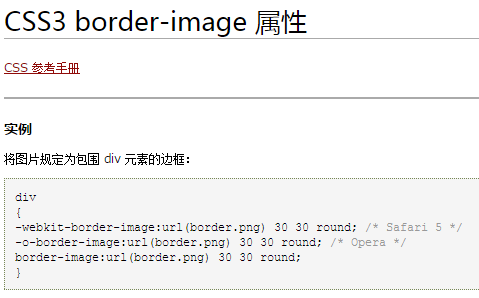 CSS3 border-image 属性
CSS 参考手册
实例
将图片规定为包围 div 元素的边框：
div
{
-webkit-border-image:url(border.png) 30 30 round; /* Safari 5 */
-o-border-image:url(border.png) 30 30 round; /* Opera */
border-image:url(border.png) 30 30 round;
}